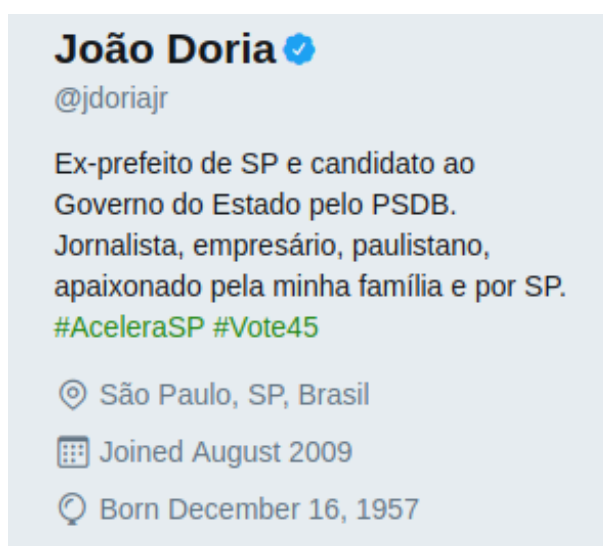 João Doria
@jdoriajr
Ex-prefeito de SP e candidato ao
Governo do Estado pelo PSDB.
Jornalista, empresário, paulistano,
apaixonado pela minha família e por SP.
#AceleraSP #Vote45
São Paulo, SP, Brasil
Joined August 2009
Born December 16, 1957